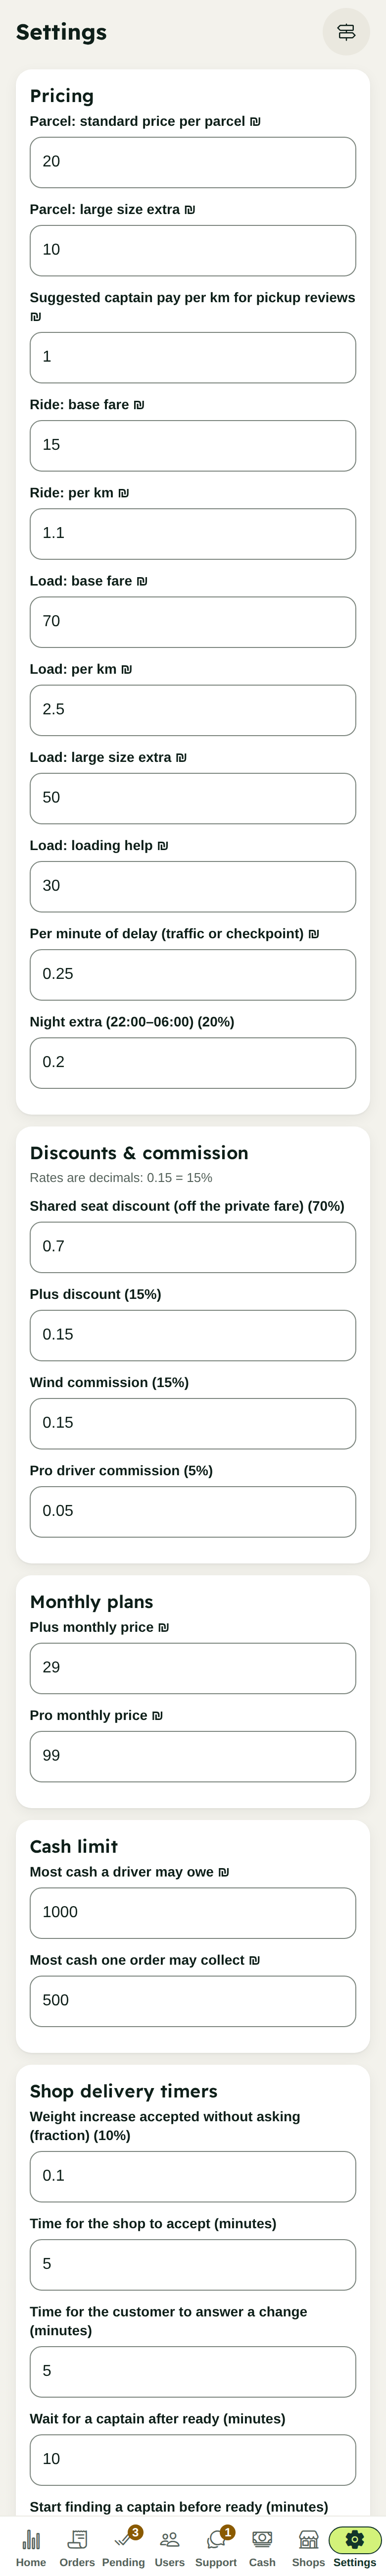 Settings
Pricing
Parcel: standard price per parcel ₪
20
Parcel: large size extra ₪
10
Suggested captain pay per km for pickup reviews
₪
1
Ride: base fare ₪
15
Ride: per km ₪
1.1
Load: base fare ₪
70
Load: per km ₪
2.5
Load: large size extra ₪
50
Load: loading help ₪
30
Per minute of delay (traffic or checkpoint) ₪
0.25
Night extra (22:00–06:00) (20%)
0.2
Discounts & commission
Rates are decimals: 0.15 = 15%
Shared seat discount (off the private fare) (70%)
0.7
Plus discount (15%)
0.15
Wind commission (15%)
0.15
Pro driver commission (5%)
0.05
Monthly plans
Plus monthly price ₪
29
Pro monthly price ₪
99
Cash limit
Most cash a driver may owe ₪
1000
Most cash one order may collect ₪
500
Shop delivery timers
Weight increase accepted without asking
(fraction) (10%)
0.1
Time for the shop to accept (minutes)
5
Time for the customer to answer a change
(minutes)
5
Wait for a captain after ready (minutes)
10
Start finding a captain before ready (minutes)
3 1
Home Orders Pending Users Support Cash Shops Settings